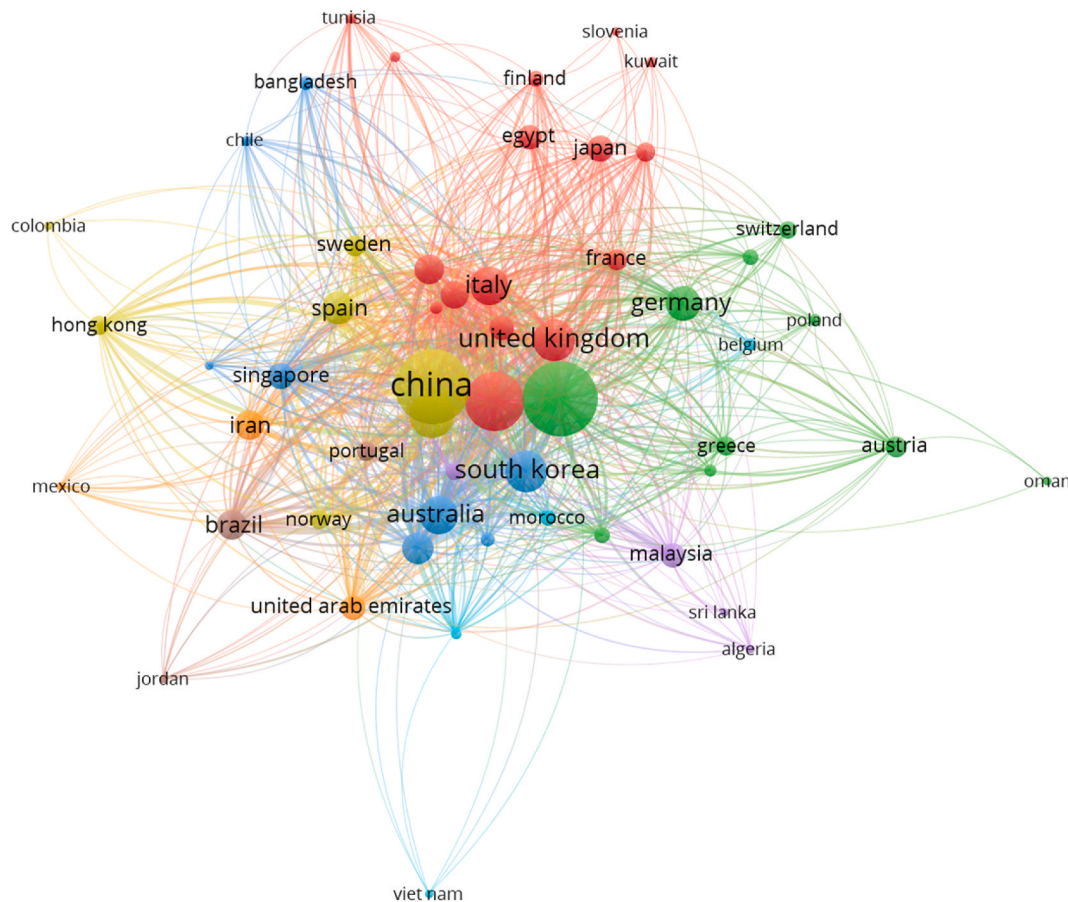 tunisia
slovenia
kuwait
bangladesh
finland
egypt
japan
chile
colombia
sweden
switzerland
france
italy
spain
germany
hong kong
poland
united kingdom
belgium
singapore
china
iran
portugal
greece
austria
south korea
mexico
oman
brazil
norway
australia
morocco
malaysia
united arab emirates
sri lanka
algeria
jordan
viet nam